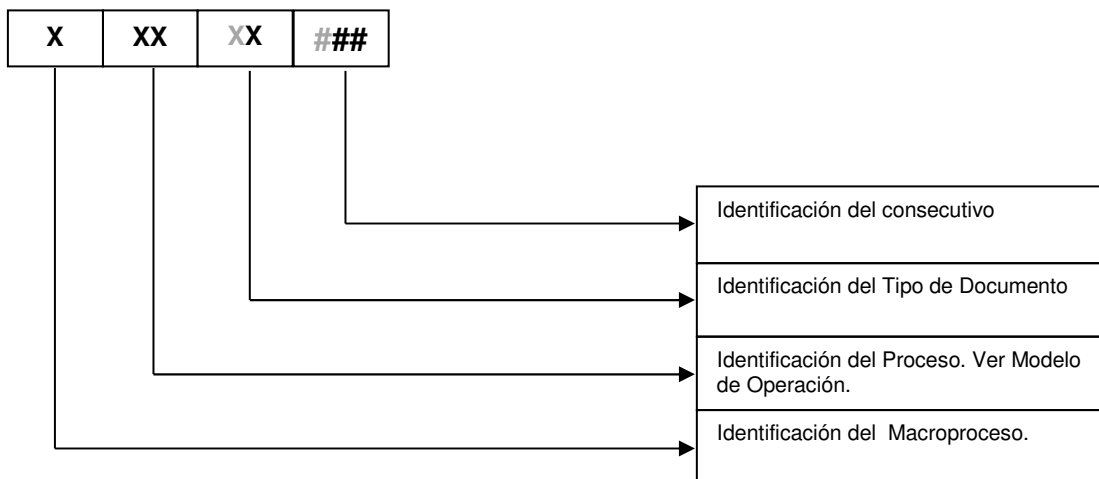 X XX XX ###
Identificación del consecutivo
Identificación del Tipo de Documento
Identificación del Proceso. Ver Modelo
de Operación.
Identificación del Macroproceso.